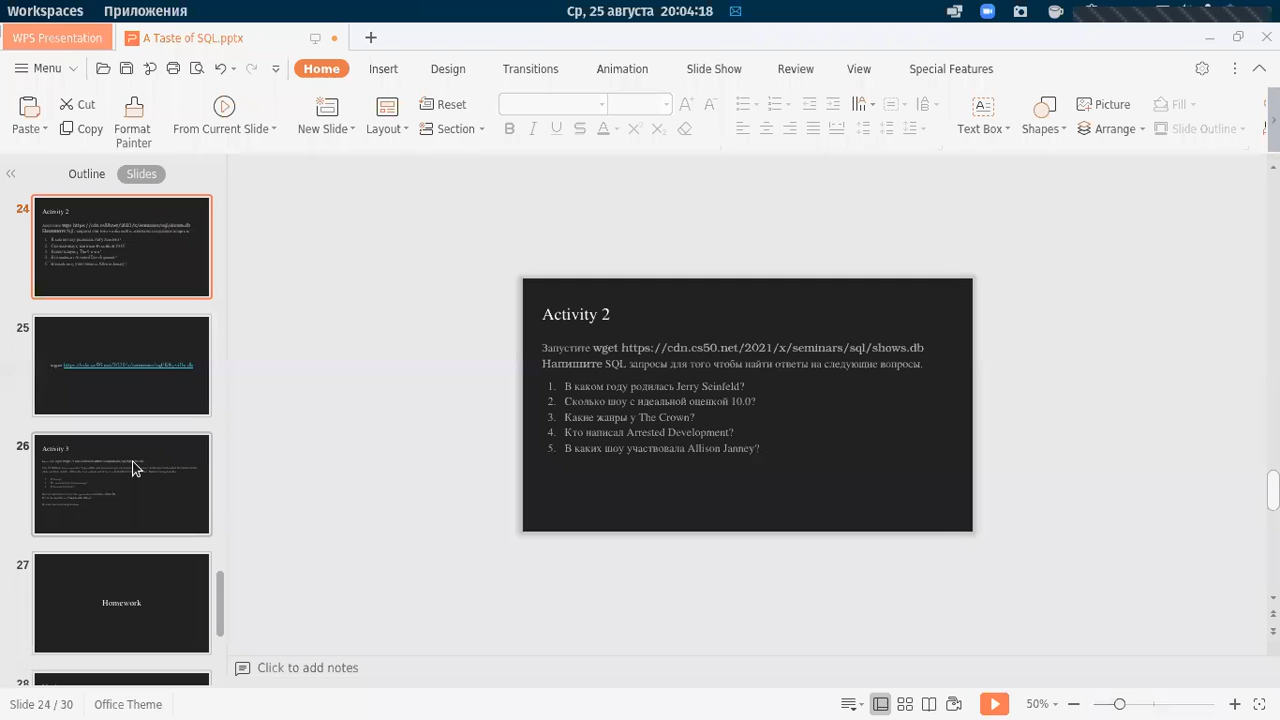 Workspaces Приложения Ср, 25 августа 20:04:18
WPS Presentation A Taste of SQL.pptx
Menu Home Insert Design Transitions Animation Slide Show Review View Special Features
Cut Reset Picture Fill
Paste Copy Format Painter From Current Slide New Slide Layout Section Text Box Shapes Arrange Slide Outline
Outline Slides
24
Activity 2
25
26
Activity 3
27
Homework
28
Activity 2
Запустите wget https://cdn.cs50.net/2021/x/seminars/sql/shows.db
Напишите SQL запросы для того чтобы найти ответы на следующие вопросы.
1. В каком году родилась Jerry Seinfeld?
2. Сколько шоу с идеальной оценкой 10.0?
3. Какие жанры у The Crown?
4. Кто написал Arrested Development?
5. В каких шоу участвовала Allison Janney?
Click to add notes
Slide 24 / 30 Office Theme 50%